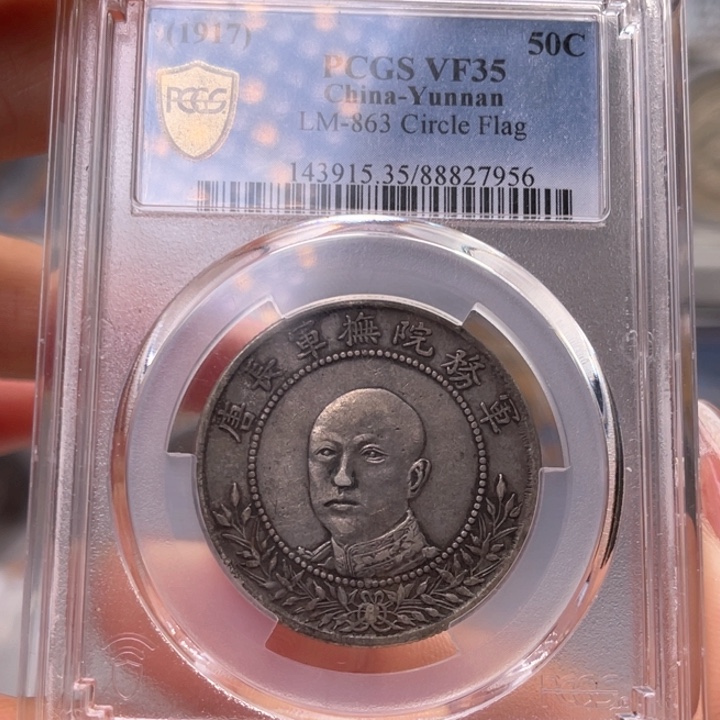 (1917) 50C
PCGS VF35
PCGS
China-Yunnan
LM-863 Circle Flag
143915.35/88827956
軍務院撫軍長唐